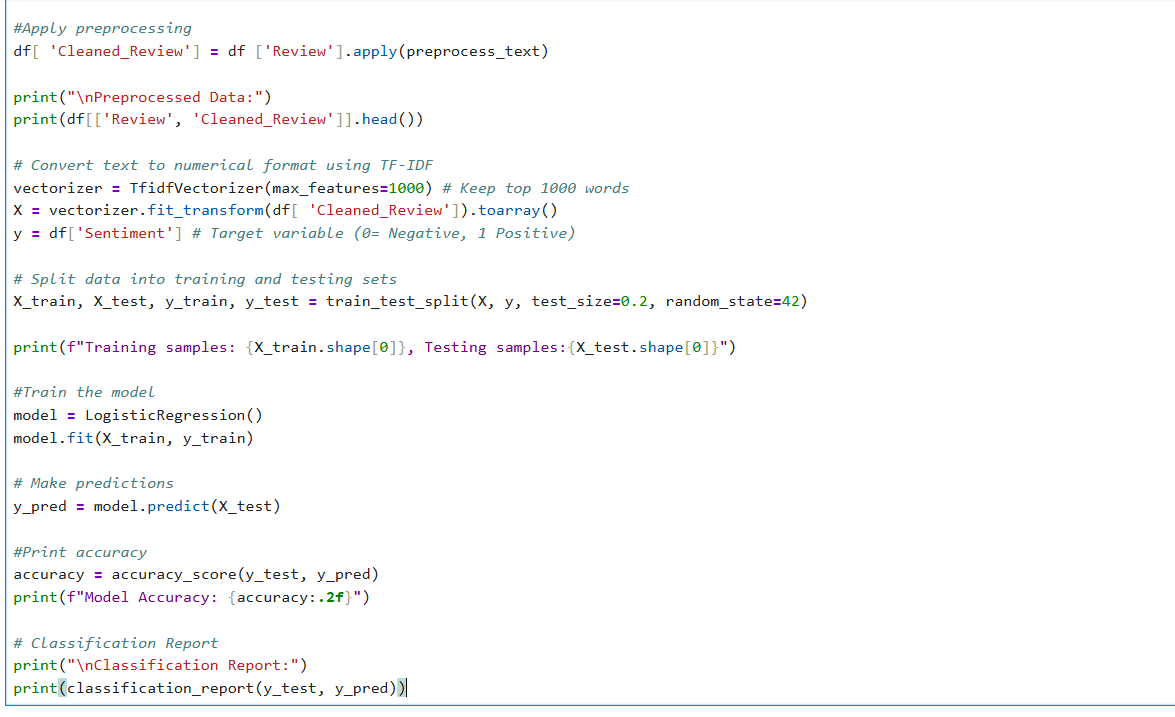 #Apply preprocessing
df[ 'Cleaned_Review'] = df ['Review'].apply(preprocess_text)
print("\nPreprocessed Data:")
print(df[['Review', 'Cleaned_Review']].head())
# Convert text to numerical format using TF-IDF
vectorizer = TfidfVectorizer(max_features=1000) # Keep top 1000 words
X = vectorizer.fit_transform(df[ 'Cleaned_Review']).toarray()
y = df['Sentiment'] # Target variable (0= Negative, 1 Positive)
# Split data into training and testing sets
X_train, X_test, y_train, y_test = train_test_split(X, y, test_size=0.2, random_state=42)
print(f"Training samples: {X_train.shape[0]}, Testing samples:{X_test.shape[0]}")
#Train the model
model = LogisticRegression()
model.fit(X_train, y_train)
# Make predictions
y_pred = model.predict(X_test)
#Print accuracy
accuracy = accuracy_score(y_test, y_pred)
print(f"Model Accuracy: {accuracy:.2f}")
# Classification Report
print("\nClassification Report:")
print(classification_report(y_test, y_pred))